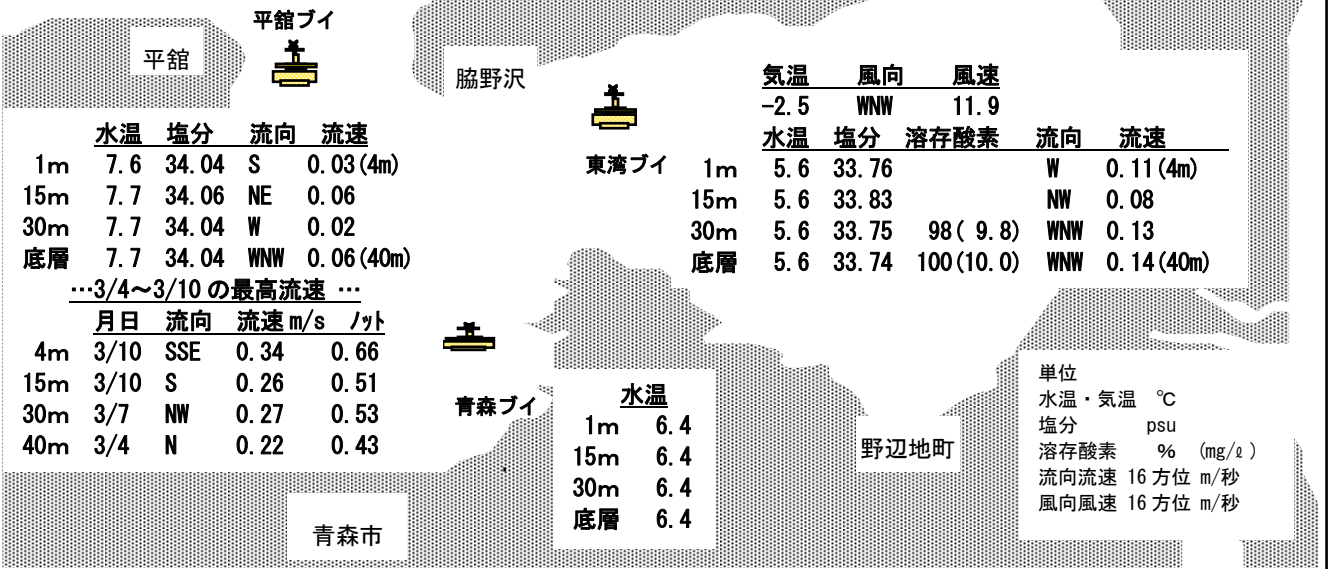 平舘ブイ
平舘
脇野沢
水温 塩分 流向 流速
1m 7.6 34.04 S 0.03(4m)
15m 7.7 34.06 NE 0.06
30m 7.7 34.04 W 0.02
底層 7.7 34.04 WNW 0.06(40m)
…3/4～3/10の最高流速 …
月日 流向 流速m/s ﾉｯﾄ
4m 3/10 SSE 0.34 0.66
15m 3/10 S 0.26 0.51
30m 3/7 NW 0.27 0.53
40m 3/4 N 0.22 0.43
東湾ブイ
気温 風向 風速
-2.5 WNW 11.9
水温 塩分 溶存酸素 流向 流速
1m 5.6 33.76 W 0.11(4m)
15m 5.6 33.83 NW 0.08
30m 5.6 33.75 98( 9.8) WNW 0.13
底層 5.6 33.74 100(10.0) WNW 0.14(40m)
青森ブイ
水温
1m 6.4
15m 6.4
30m 6.4
底層 6.4
青森市
野辺地町
単位
水温・気温 ℃
塩分 psu
溶存酸素 % (mg/ℓ)
流向流速 16方位 m/秒
風向風速 16方位 m/秒